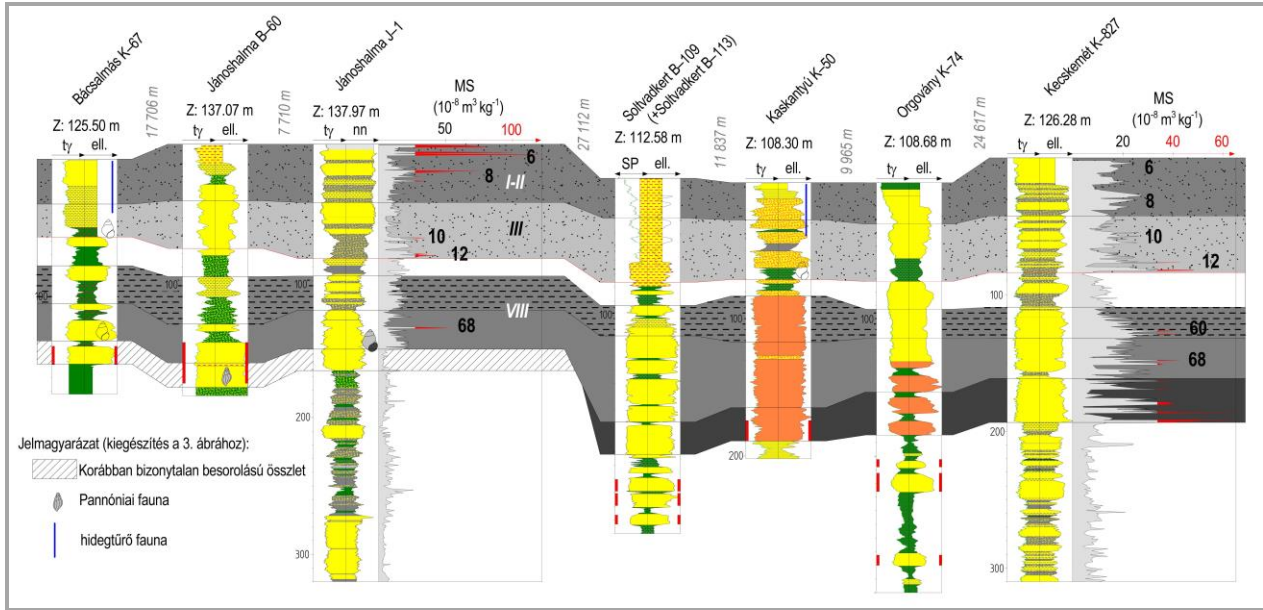 Bácsalmás K–67
17 706 m
Jánoshalma B–60
7 710 m
Jánoshalma J–1
27 112 m
Soltvadkert B–109
(+Soltvadkert B–113)
11 837 m
Kaskantyú K–50
9 965 m
Orgovány K–74
24 617 m
Kecskemét K–827
Z: 125.50 m
Z: 137.07 m
Z: 137.97 m
Z: 112.58 m
Z: 108.30 m
Z: 108.68 m
Z: 126.28 m
MS
(10⁻⁸ m³ kg⁻¹)
50 100
MS
(10⁻⁸ m³ kg⁻¹)
20 40 60
tγ ell.
tγ ell.
tγ nn
SP ell.
tγ ell.
tγ ell.
tγ ell.
6
8
I-II
III
10
12
VIII
68
6
8
10
12
60
68
100
100
100
200
300
100
100
200
100
100
200
300
Jelmagyarázat (kiegészítés a 3. ábrához):
Korábban bizonytalan besorolású összlet
Pannóniai fauna
hidegtűrő fauna